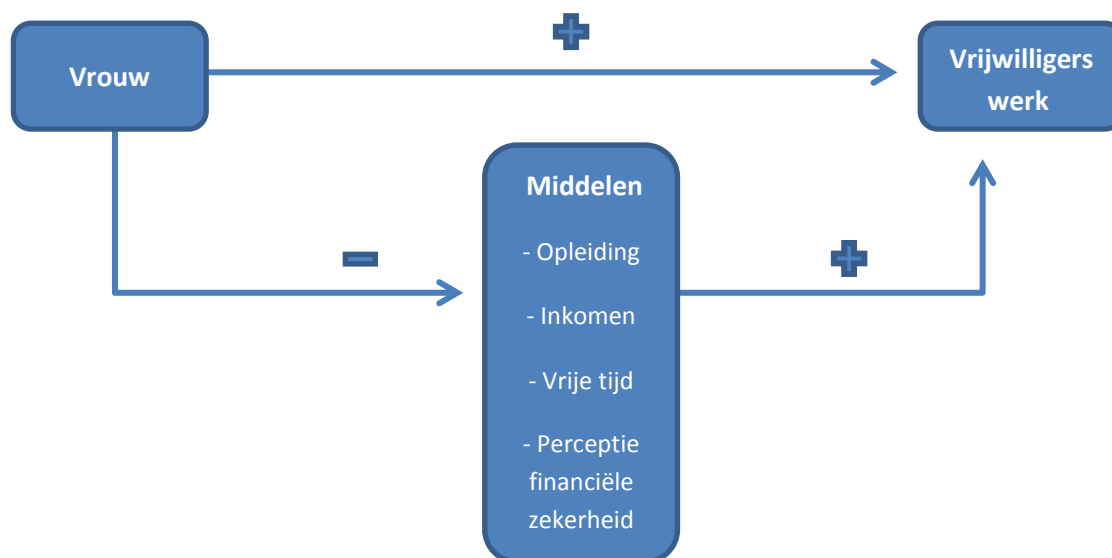 Vrouw
Vrijwilligers
werk
Middelen
- Opleiding
- Inkomen
- Vrije tijd
- Perceptie
financiële
zekerheid